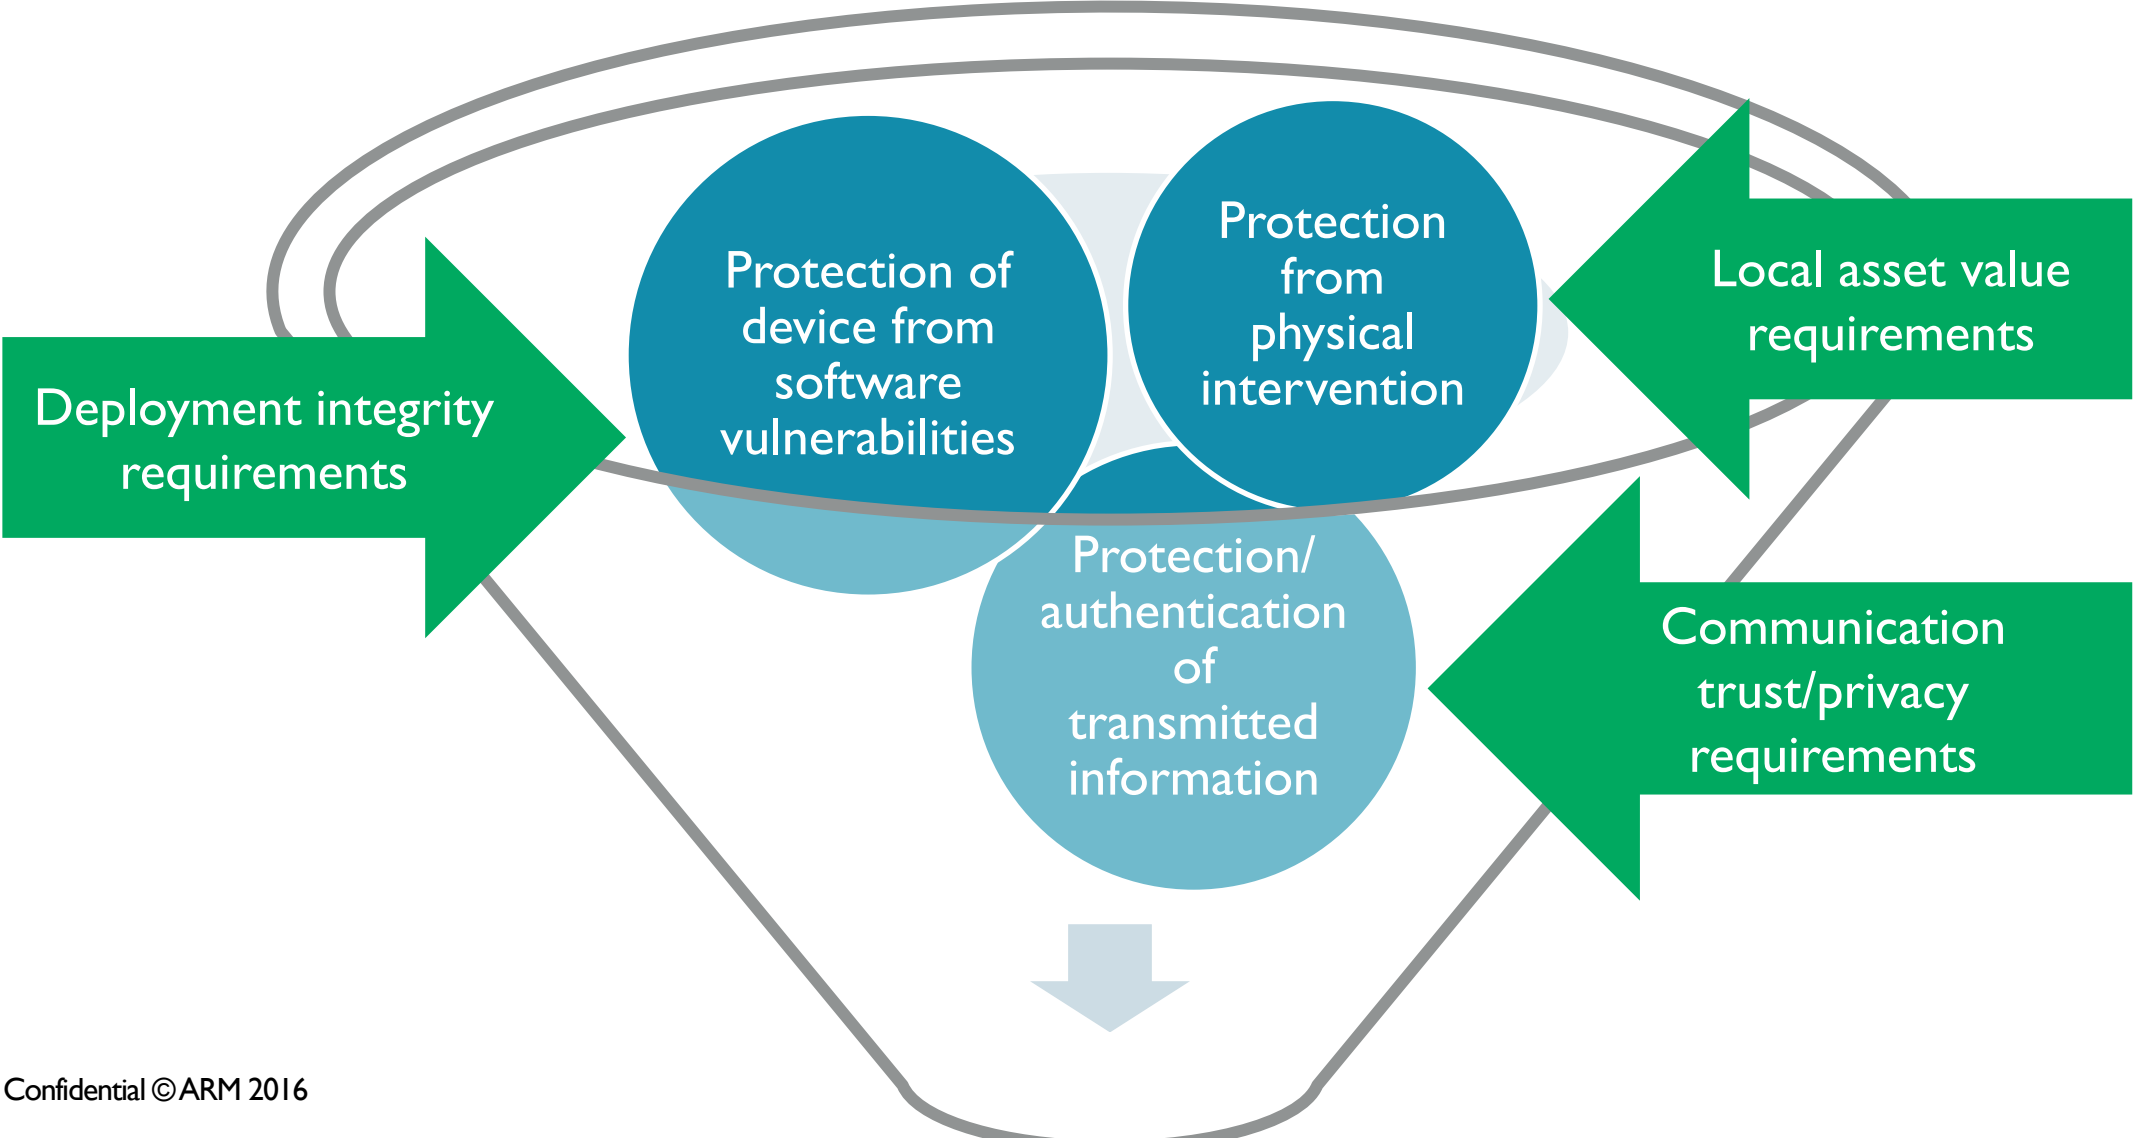 Protection of
device from
software
vulnerabilities
Protection
from
physical
intervention
Local asset value
requirements
Deployment integrity
requirements
Protection/
authentication
of
transmitted
information
Communication
trust/privacy
requirements
Confidential © ARM 2016